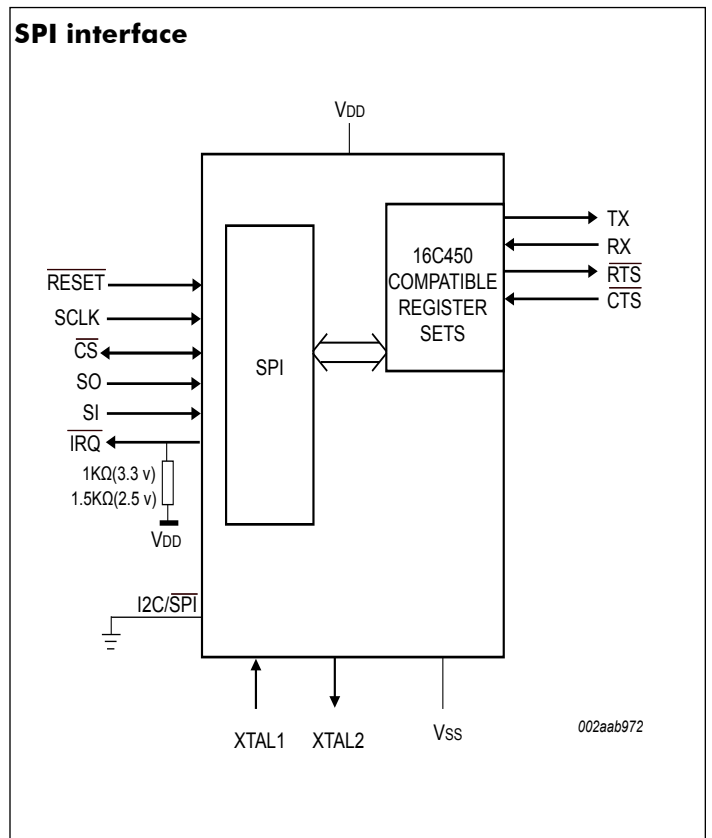 SPI interface
VDD
RESET
SCLK
CS
SO
SI
IRQ
1KΩ(3.3 v)
1.5KΩ(2.5 v)
VDD
I2C/SPI
SPI
16C450
COMPATIBLE
REGISTER
SETS
TX
RX
RTS
CTS
XTAL1
XTAL2
VSS
002aab972